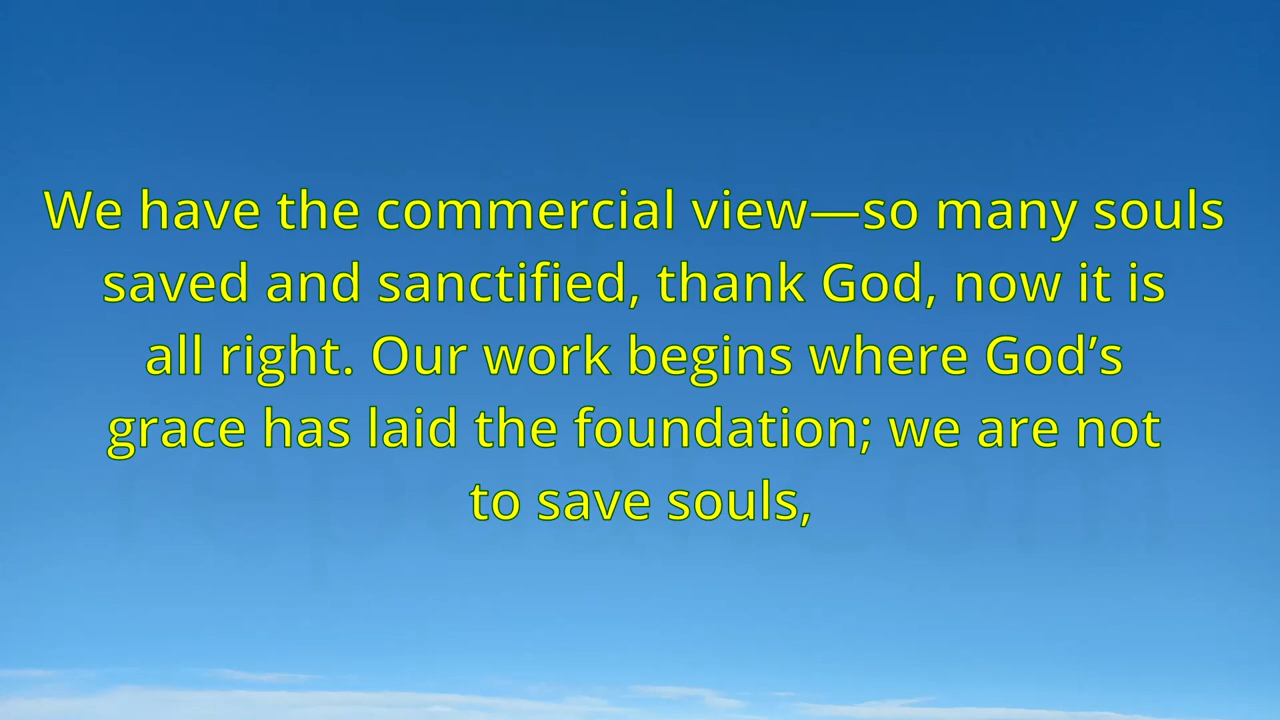 We have the commercial view—so many souls
saved and sanctified, thank God, now it is
all right. Our work begins where God’s
grace has laid the foundation; we are not
to save souls,